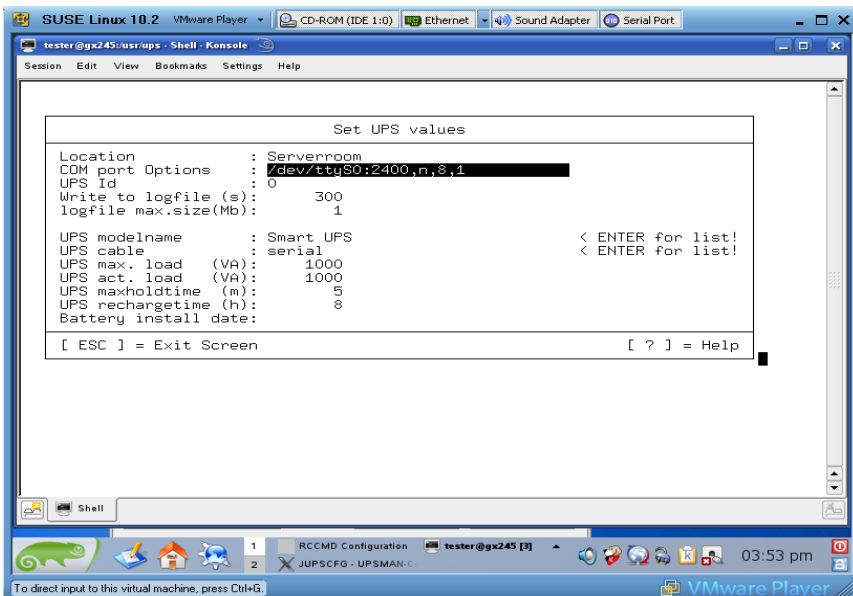 SUSE Linux 10.2 VMware Player CD-ROM (IDE 1:0) Ethernet Sound Adapter Serial Port
tester@gx245:/usr/ups - Shell - Konsole
Session Edit View Bookmarks Settings Help
Set UPS values
Location : Serverroom
COM port Options : /dev/ttyS0:2400,n,8,1
UPS Id : 0
Write to logfile (s): 300
logfile max.size(Mb): 1
UPS modelname : Smart UPS < ENTER for list!
UPS cable : serial < ENTER for list!
UPS max. load (VA): 1000
UPS act. load (VA): 1000
UPS maxholdtime (m): 5
UPS rechargetime (h): 8
Battery install date:
[ ESC ] = Exit Screen [ ? ] = Help
Shell
1 RCCMD Configuration tester@gx245 [3]
2 JUPSCFG - UPSMAN-C
03:53 pm
To direct input to this virtual machine, press Ctrl+G.
VMware Player